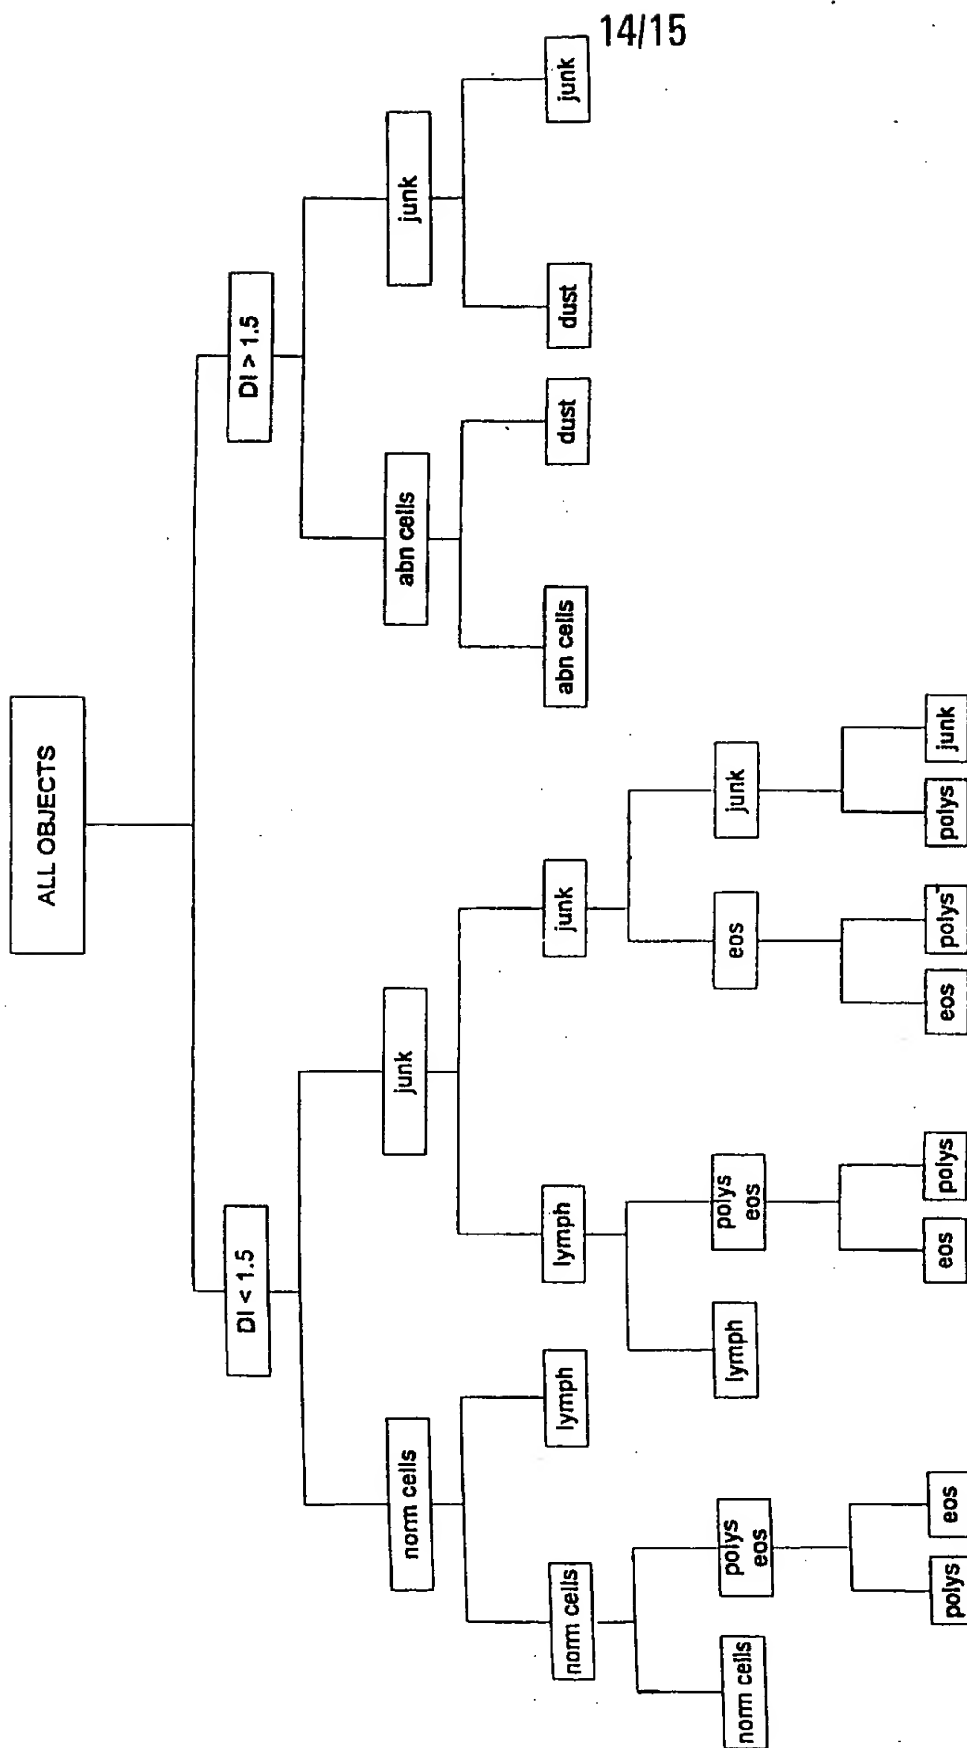 14/15
ALL OBJECTS
DI < 1.5
DI > 1.5
norm cells
junk
abn cells
junk
norm cells
lymph
lymph
junk
abn cells
dust
dust
junk
norm cells
polys
eos
lymph
polys
eos
eos
junk
polys
eos
eos
polys
eos
polys
polys
junk